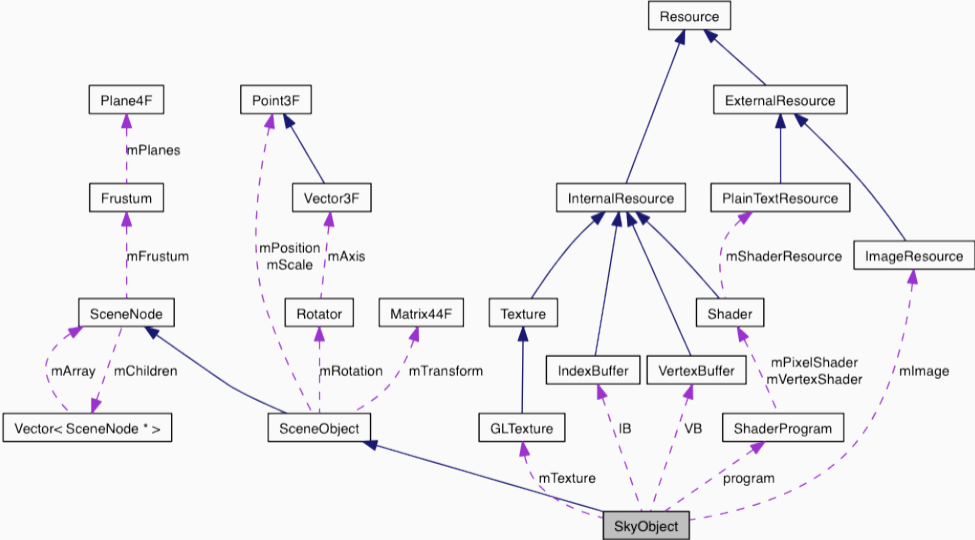 Resource
Plane4F
Point3F
ExternalResource
mPlanes
Frustum
Vector3F
InternalResource
PlainTextResource
mPosition
mScale
mFrustum
mAxis
mShaderResource
ImageResource
SceneNode
Rotator
Matrix44F
Texture
Shader
mArray
mChildren
mRotation
mTransform
IndexBuffer
VertexBuffer
mPixelShader
mVertexShader
mImage
Vector< SceneNode * >
SceneObject
GLTexture
IB
VB
ShaderProgram
mTexture
program
SkyObject